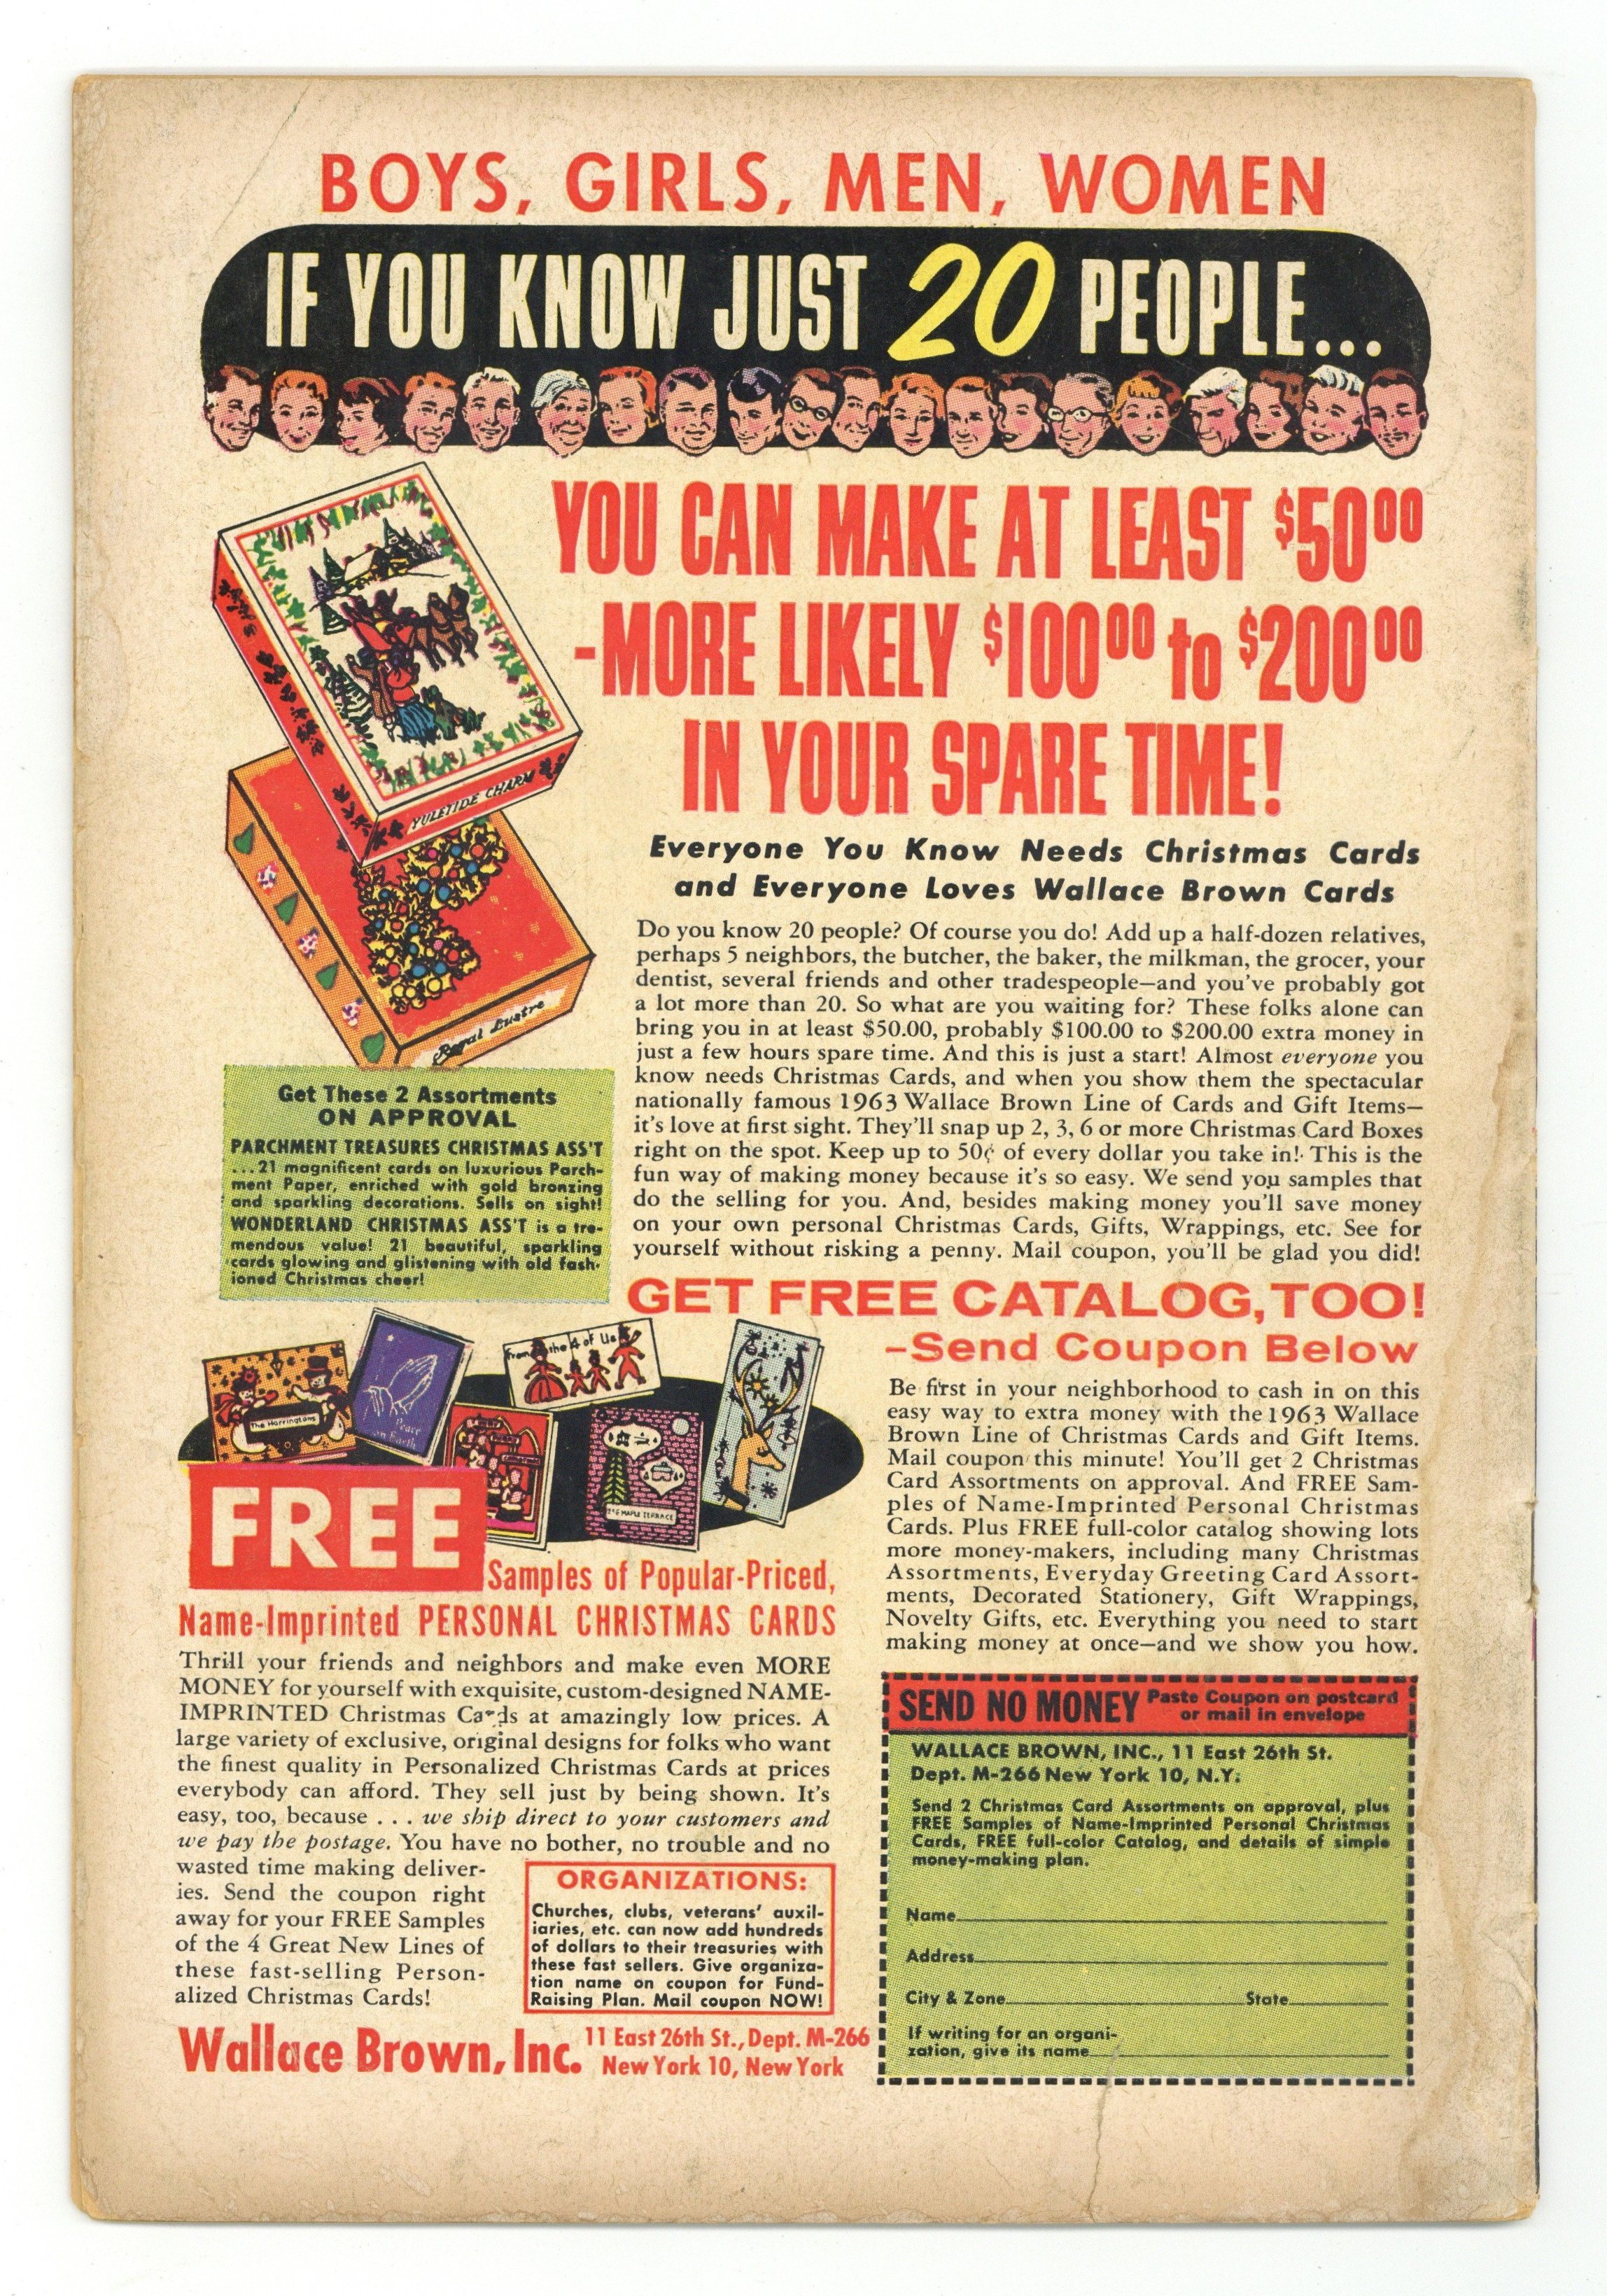 BOYS, GIRLS, MEN, WOMEN
IF YOU KNOW JUST 20 PEOPLE...
YOU CAN MAKE AT LEAST $5000
-MORE LIKELY $10000 to $20000
IN YOUR SPARE TIME!
YULETIDE CHARM
Royal Lustre
Everyone You Know Needs Christmas Cards
and Everyone Loves Wallace Brown Cards
Do you know 20 people? Of course you do! Add up a half-dozen relatives,
perhaps 5 neighbors, the butcher, the baker, the milkman, the grocer, your
dentist, several friends and other tradespeople—and you've probably got
a lot more than 20. So what are you waiting for? These folks alone can
bring you in at least $50.00, probably $100.00 to $200.00 extra money in
just a few hours spare time. And this is just a start! Almost everyone you
know needs Christmas Cards, and when you show them the spectacular
nationally famous 1963 Wallace Brown Line of Cards and Gift Items—
it's love at first sight. They'll snap up 2, 3, 6 or more Christmas Card Boxes
right on the spot. Keep up to 50¢ of every dollar you take in! This is the
fun way of making money because it's so easy. We send you samples that
do the selling for you. And, besides making money you'll save money
on your own personal Christmas Cards, Gifts, Wrappings, etc. See for
yourself without risking a penny. Mail coupon, you'll be glad you did!
Get These 2 Assortments
ON APPROVAL
PARCHMENT TREASURES CHRISTMAS ASS'T
...21 magnificent cards on luxurious Parch-
ment Paper, enriched with gold bronzing
and sparkling decorations. Sells on sight!
WONDERLAND CHRISTMAS ASS'T is a tre-
mendous value! 21 beautiful, sparkling
cards glowing and glistening with old fash-
ioned Christmas cheer!
GET FREE CATALOG, TOO!
—Send Coupon Below
Be first in your neighborhood to cash in on this
easy way to extra money with the 1963 Wallace
Brown Line of Christmas Cards and Gift Items.
Mail coupon this minute! You'll get 2 Christmas
Card Assortments on approval. And FREE Sam-
ples of Name-Imprinted Personal Christmas
Cards. Plus FREE full-color catalog showing lots
more money-makers, including many Christmas
Assortments, Everyday Greeting Card Assort-
ments, Decorated Stationery, Gift Wrappings,
Novelty Gifts, etc. Everything you need to start
making money at once—and we show you how.
The Harringtons
Peace
on Earth
From the 4 of Us
THE MAPLE TERRACE
FREE
Samples of Popular-Priced,
Name-Imprinted PERSONAL CHRISTMAS CARDS
Thrill your friends and neighbors and make even MORE
MONEY for yourself with exquisite, custom-designed NAME-
IMPRINTED Christmas Cards at amazingly low prices. A
large variety of exclusive, original designs for folks who want
the finest quality in Personalized Christmas Cards at prices
everybody can afford. They sell just by being shown. It's
easy, too, because . . . we ship direct to your customers and
we pay the postage. You have no bother, no trouble and no
wasted time making deliver-
ies. Send the coupon right
away for your FREE Samples
of the 4 Great New Lines of
these fast-selling Person-
alized Christmas Cards!
ORGANIZATIONS:
Churches, clubs, veterans' auxil-
iaries, etc. can now add hundreds
of dollars to their treasuries with
these fast sellers. Give organiza-
tion name on coupon for Fund-
Raising Plan. Mail coupon NOW!
Wallace Brown, Inc.
11 East 26th St., Dept. M-266
New York 10, New York
SEND NO MONEY
Paste Coupon on postcard
or mail in envelope
WALLACE BROWN, INC., 11 East 26th St.
Dept. M-266 New York 10, N.Y.
Send 2 Christmas Card Assortments on approval, plus
FREE Samples of Name-Imprinted Personal Christmas
Cards, FREE full-color Catalog, and details of simple
money-making plan.
Name
Address
City & Zone State
If writing for an organi-
zation, give its name